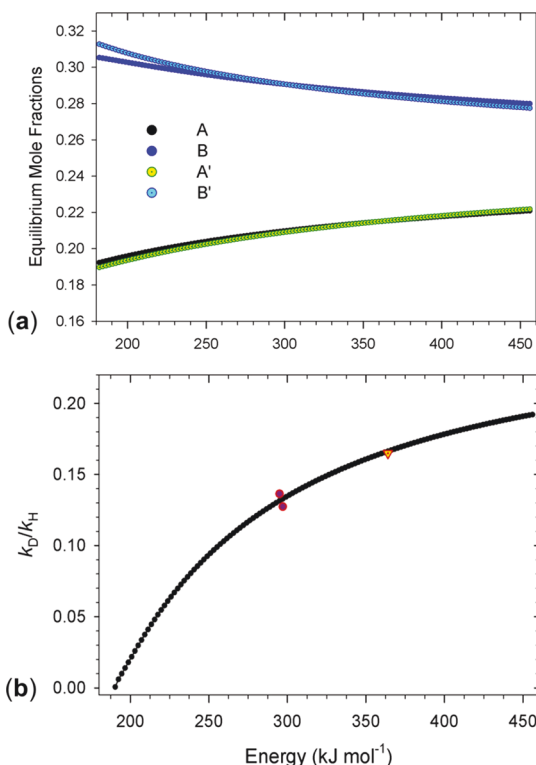 0.32
0.30
0.28
0.26
0.24
0.22
0.20
0.18
0.16
Equilibrium Mole Fractions
A
B
A'
B'
(a)
200 250 300 350 400 450
0.20
0.15
0.10
0.05
0.00
kD/kH
(b)
200 250 300 350 400 450
Energy (kJ mol⁻¹)